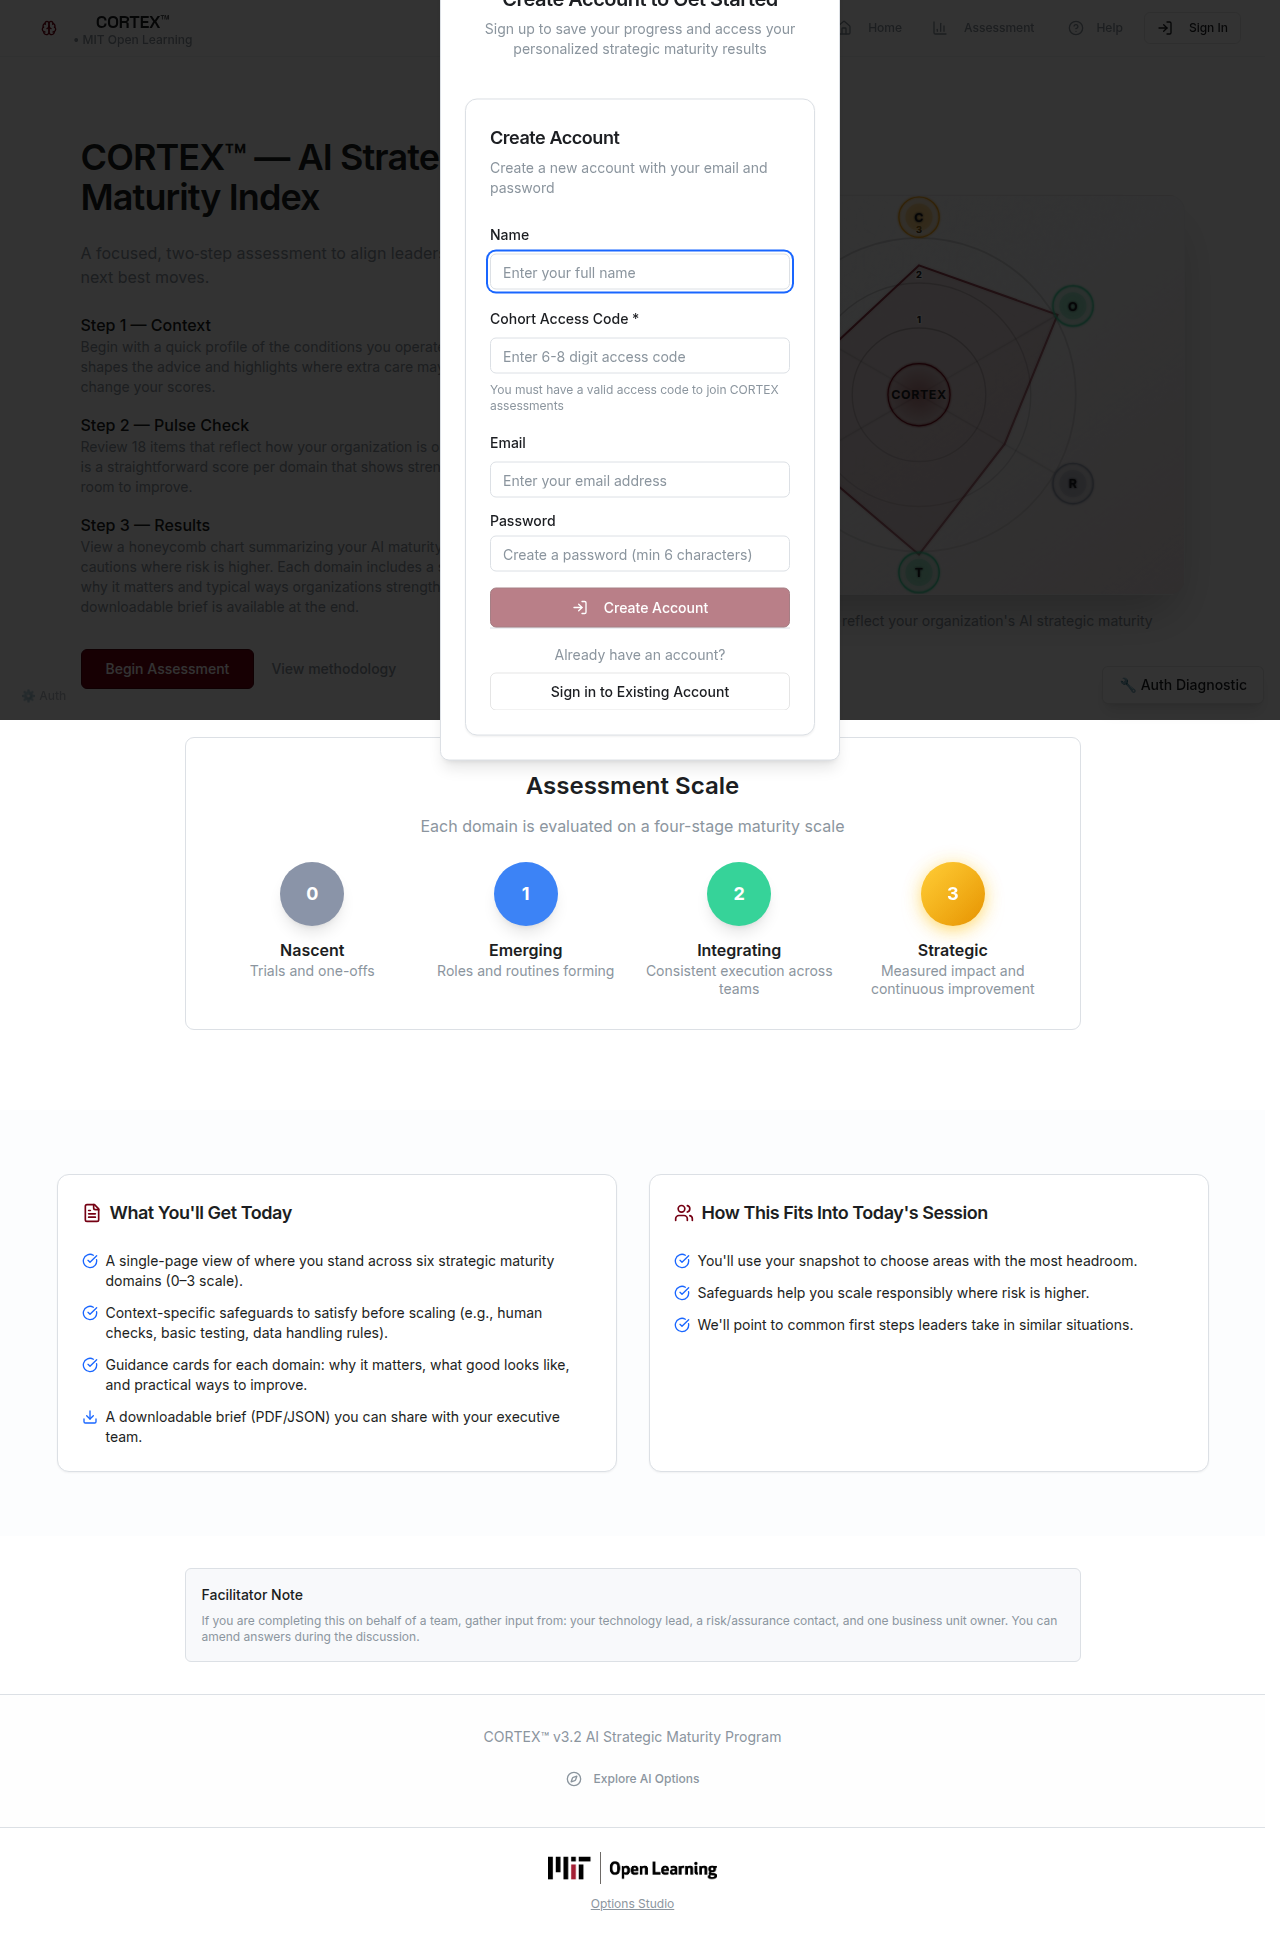 CORTEX™
• MIT Open Learning
Home
Assessment
Help
Sign In
CORTEX™ — AI Strate
Maturity Index
A focused, two-step assessment to align leader
next best moves.
Step 1 — Context
Begin with a quick profile of the conditions you operat
shapes the advice and highlights where extra care may
change your scores.
Step 2 — Pulse Check
Review 18 items that reflect how your organization is o
is a straightforward score per domain that shows stren
room to improve.
Step 3 — Results
View a honeycomb chart summarizing your AI maturity
cautions where risk is higher. Each domain includes a
why it matters and typical ways organizations strength
downloadable brief is available at the end.
Begin Assessment
View methodology
Auth
Create Account to Get Started
Sign up to save your progress and access your
personalized strategic maturity results
Create Account
Create a new account with your email and
password
Name
Enter your full name
Cohort Access Code *
Enter 6-8 digit access code
You must have a valid access code to join CORTEX
assessments
Email
Enter your email address
Password
Create a password (min 6 characters)
Create Account
Already have an account?
Sign in to Existing Account
C
3
2
1
O
CORTEX
R
T
reflect your organization's AI strategic maturity
Auth Diagnostic
Assessment Scale
Each domain is evaluated on a four-stage maturity scale
0
1
2
3
Nascent
Emerging
Integrating
Strategic
Trials and one-offs
Roles and routines forming
Consistent execution across
teams
Measured impact and
continuous improvement
What You'll Get Today
A single-page view of where you stand across six strategic maturity
domains (0–3 scale).
Context-specific safeguards to satisfy before scaling (e.g., human
checks, basic testing, data handling rules).
Guidance cards for each domain: why it matters, what good looks like,
and practical ways to improve.
A downloadable brief (PDF/JSON) you can share with your executive
team.
How This Fits Into Today's Session
You'll use your snapshot to choose areas with the most headroom.
Safeguards help you scale responsibly where risk is higher.
We'll point to common first steps leaders take in similar situations.
Facilitator Note
If you are completing this on behalf of a team, gather input from: your technology lead, a risk/assurance contact, and one business unit owner. You can
amend answers during the discussion.
CORTEX™ v3.2 AI Strategic Maturity Program
Explore AI Options
MIT Open Learning
Options Studio